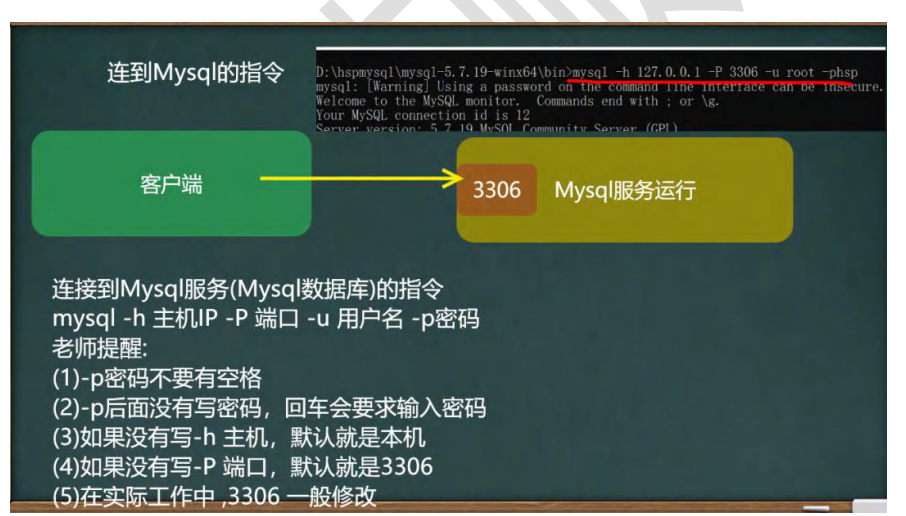 连到Mysql的指令
D:\hspmysql\mysql-5.7.19-winx64\bin>mysql -h 127.0.0.1 -P 3306 -u root -phsp
mysql: [Warning] Using a password on the command line interface can be insecure.
Welcome to the MySQL monitor.  Commands end with ; or \g.
Your MySQL connection id is 12
Server version: 5.7.19 MySQL Community Server (GPL)
客户端
3306
Mysql服务运行
连接到Mysql服务(Mysql数据库)的指令
mysql -h 主机IP -P 端口 -u 用户名 -p密码
老师提醒:
(1)-p密码不要有空格
(2)-p后面没有写密码，回车会要求输入密码
(3)如果没有写-h 主机，默认就是本机
(4)如果没有写-P 端口，默认就是3306
(5)在实际工作中 ,3306 一般修改